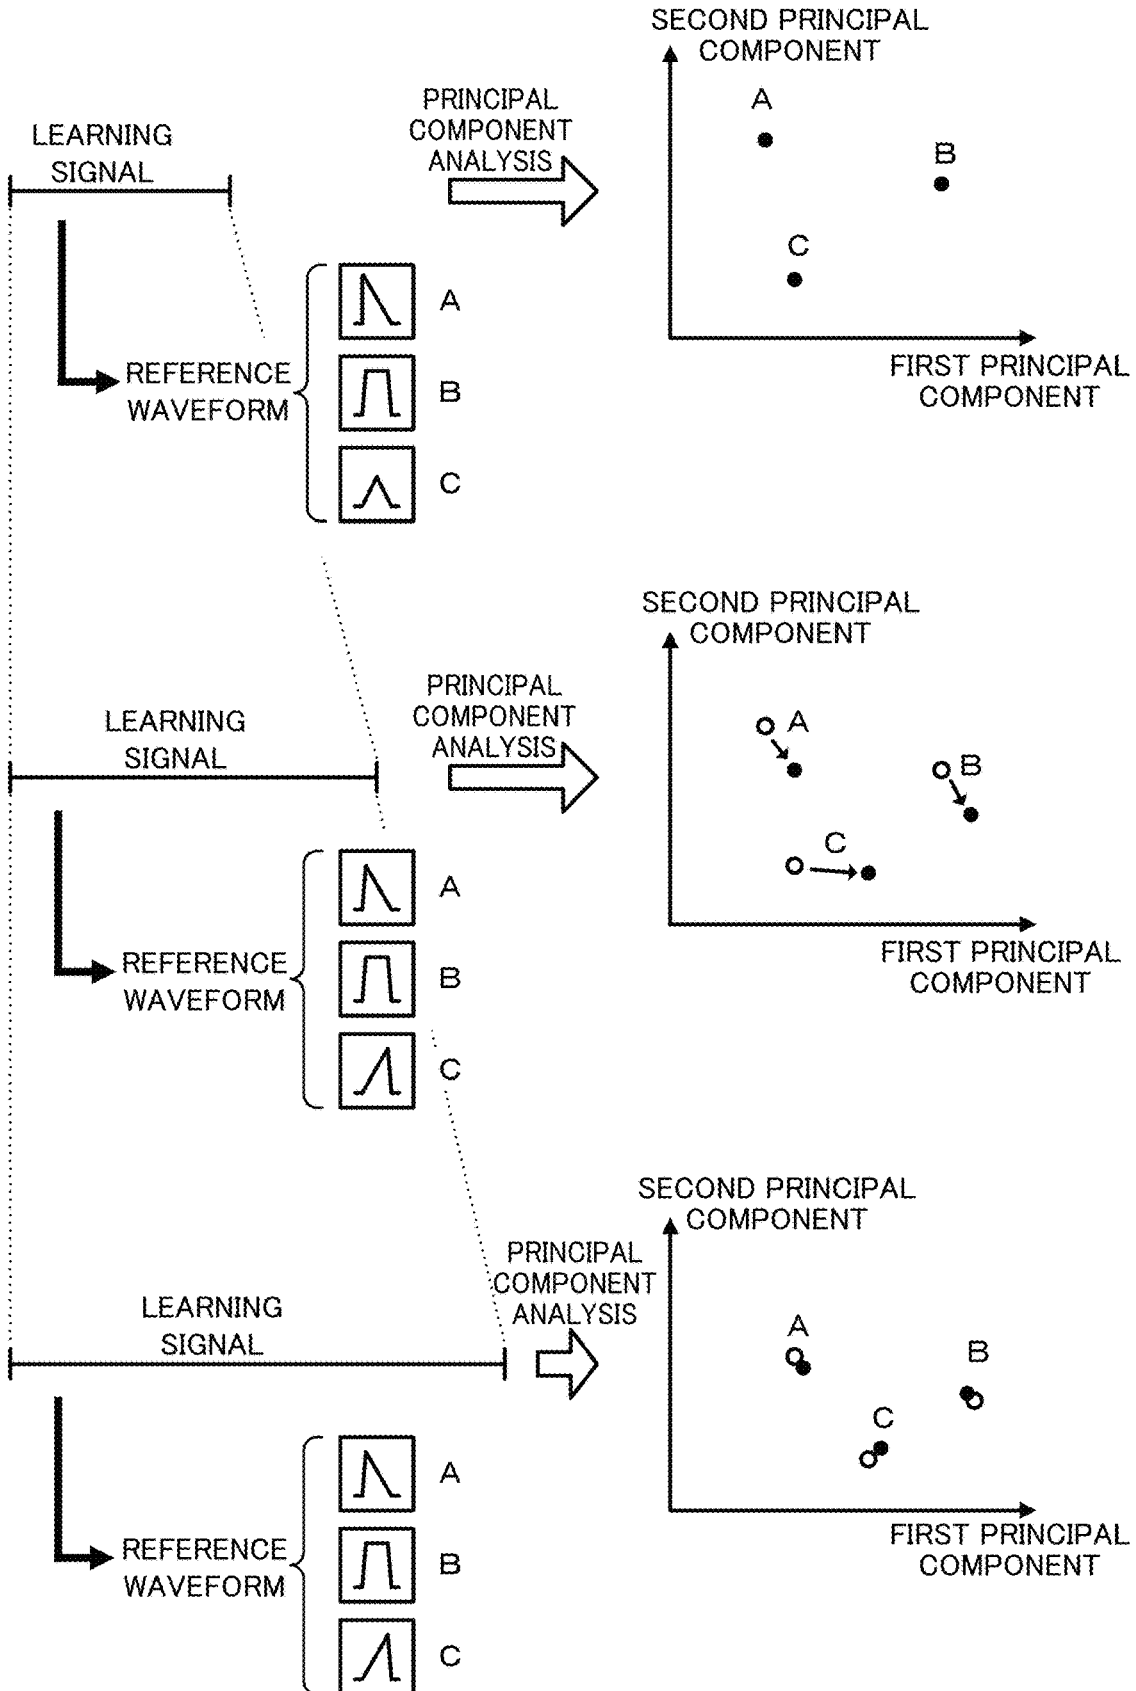 SECOND PRINCIPAL
COMPONENT
A
B
C
FIRST PRINCIPAL
COMPONENT
PRINCIPAL
COMPONENT
ANALYSIS
LEARNING
SIGNAL
REFERENCE
WAVEFORM
A
B
C
SECOND PRINCIPAL
COMPONENT
A
B
C
FIRST PRINCIPAL
COMPONENT
PRINCIPAL
COMPONENT
ANALYSIS
LEARNING
SIGNAL
REFERENCE
WAVEFORM
A
B
C
SECOND PRINCIPAL
COMPONENT
A
B
C
FIRST PRINCIPAL
COMPONENT
PRINCIPAL
COMPONENT
ANALYSIS
LEARNING
SIGNAL
REFERENCE
WAVEFORM
A
B
C